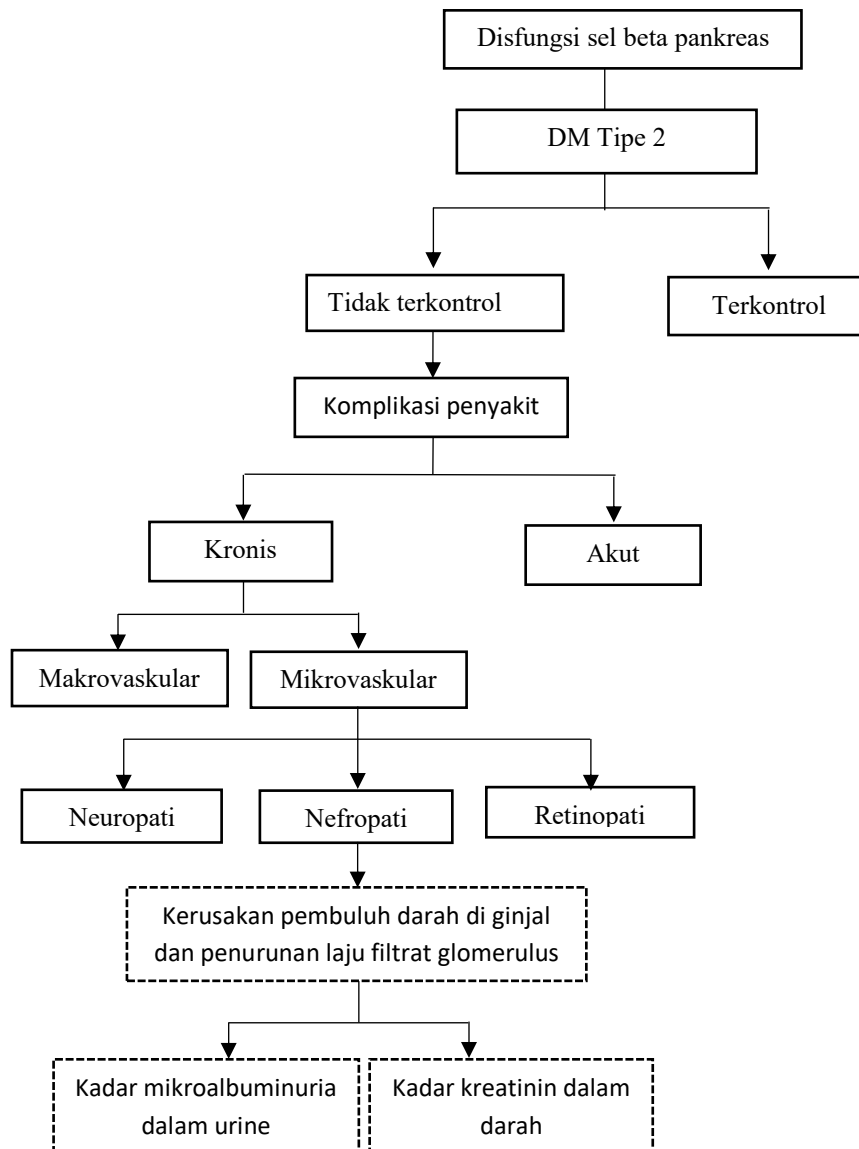 Disfungsi sel beta pankreas
DM Tipe 2
Tidak terkontrol
Terkontrol
Komplikasi penyakit
Kronis
Akut
Makrovaskular
Mikrovaskular
Neuropati
Nefropati
Retinopati
Kerusakan pembuluh darah di ginjal
dan penurunan laju filtrat glomerulus
Kadar mikroalbuminuria
dalam urine
Kadar kreatinin dalam
darah